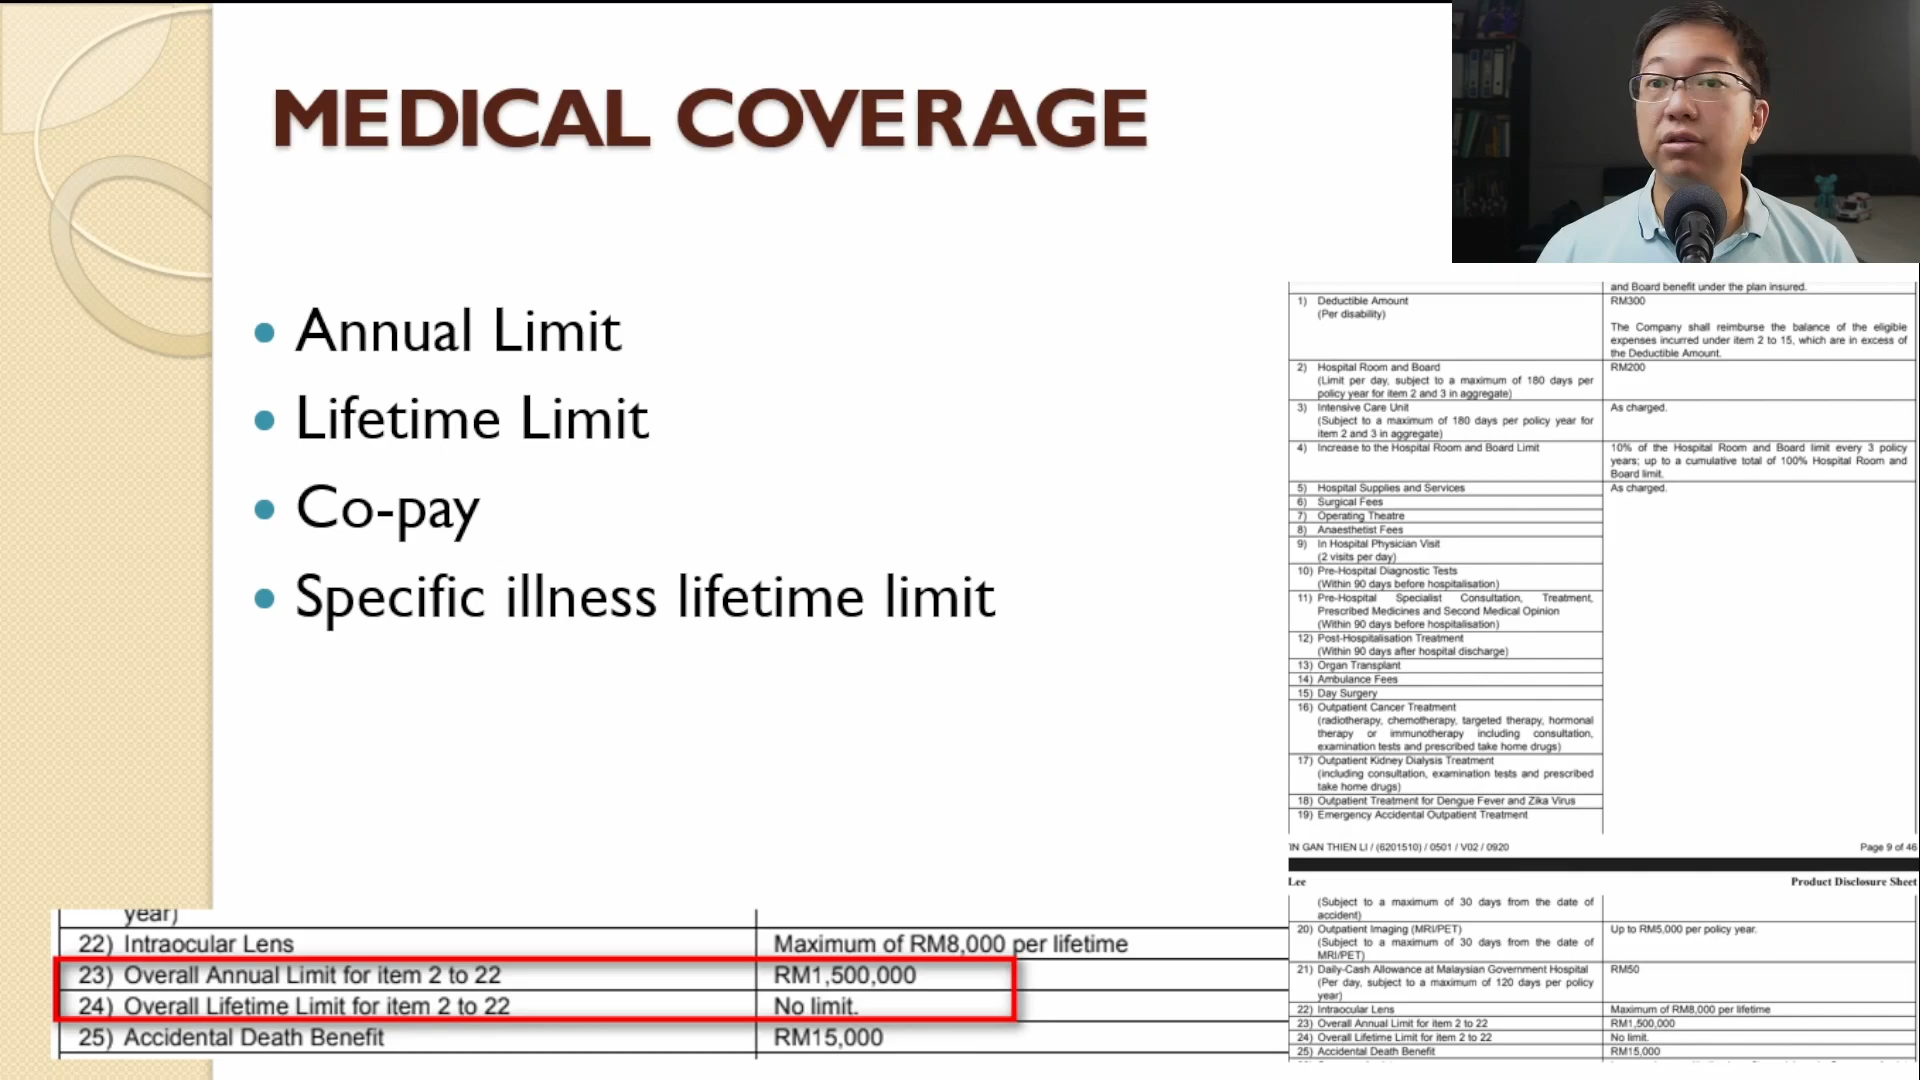 MEDICAL COVERAGE
Annual Limit
Lifetime Limit
Co-pay
Specific illness lifetime limit
and Board benefit under the plan insured.
1) Deductible Amount
(Per disability)
RM300
The Company shall reimburse the balance of the eligible
expenses incurred under item 2 to 15, which are in excess of
the Deductible Amount.
2) Hospital Room and Board
(Limit per day, subject to a maximum of 180 days per
policy year for item 2 and 3 in aggregate)
RM200
3) Intensive Care Unit
(Subject to a maximum of 180 days per policy year for
item 2 and 3 in aggregate)
As charged.
4) Increase to the Hospital Room and Board Limit
10% of the Hospital Room and Board limit every 3 policy
years; up to a cumulative total of 100% Hospital Room and
Board limit.
5) Hospital Supplies and Services
As charged.
6) Surgical Fees
7) Operating Theatre
8) Anaesthetist Fees
9) In Hospital Physician Visit
(2 visits per day)
10) Pre-Hospital Diagnostic Tests
(Within 90 days before hospitalisation)
11) Pre-Hospital Specialist Consultation, Treatment,
Prescribed Medicines and Second Medical Opinion
(Within 90 days before hospitalisation)
12) Post-Hospitalisation Treatment
(Within 90 days after hospital discharge)
13) Organ Transplant
14) Ambulance Fees
15) Day Surgery
16) Outpatient Cancer Treatment
(radiotherapy, chemotherapy, targeted therapy, hormonal
therapy or immunotherapy including consultation,
examination tests and prescribed take home drugs)
17) Outpatient Kidney Dialysis Treatment
(including consultation, examination tests and prescribed
take home drugs)
18) Outpatient Treatment for Dengue Fever and Zika Virus
19) Emergency Accidental Outpatient Treatment
IN GAN THIEN LI / (6201510) / 0501 / V02 / 0920
Page 9 of 46
Lee
Product Disclosure Sheet
(Subject to a maximum of 30 days from the date of
accident)
20) Outpatient Imaging (MRI/PET)
(Subject to a maximum of 30 days from the date of
MRI/PET)
Up to RM5,000 per policy year.
21) Daily-Cash Allowance at Malaysian Government Hospital
(Per day, subject to a maximum of 120 days per policy
year)
RM50
22) Intraocular Lens
Maximum of RM8,000 per lifetime
23) Overall Annual Limit for item 2 to 22
RM1,500,000
24) Overall Lifetime Limit for item 2 to 22
No limit.
25) Accidental Death Benefit
RM15,000
year)
22) Intraocular Lens
Maximum of RM8,000 per lifetime
23) Overall Annual Limit for item 2 to 22
RM1,500,000
24) Overall Lifetime Limit for item 2 to 22
No limit.
25) Accidental Death Benefit
RM15,000